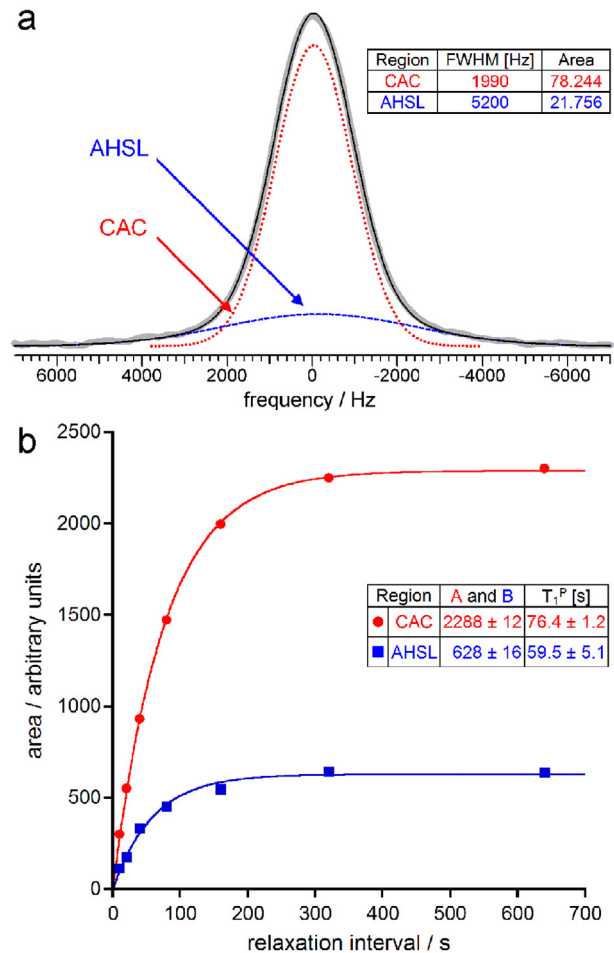 a
Region FWHM [Hz] Area
CAC 1990 78.244
AHSL 5200 21.756
AHSL
CAC
6000 4000 2000 0 -2000 -4000 -6000
frequency / Hz
b
2500
2000
1500
1000
500
0
area / arbitrary units
Region A and B T₁ᴾ [s]
CAC 2288 ± 12 76.4 ± 1.2
AHSL 628 ± 16 59.5 ± 5.1
0 100 200 300 400 500 600 700
relaxation interval / s